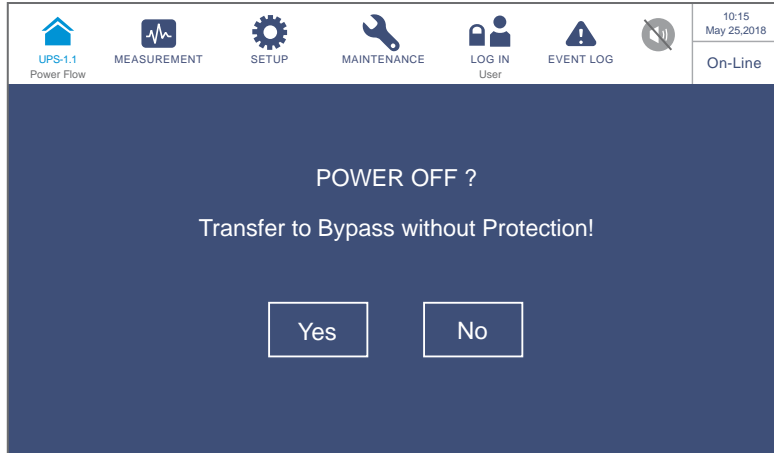 UPS-1.1
Power Flow
MEASUREMENT
SETUP
MAINTENANCE
LOG IN
User
EVENT LOG
10:15
May 25,2018
On-Line
POWER OFF ?
Transfer to Bypass without Protection!
Yes
No